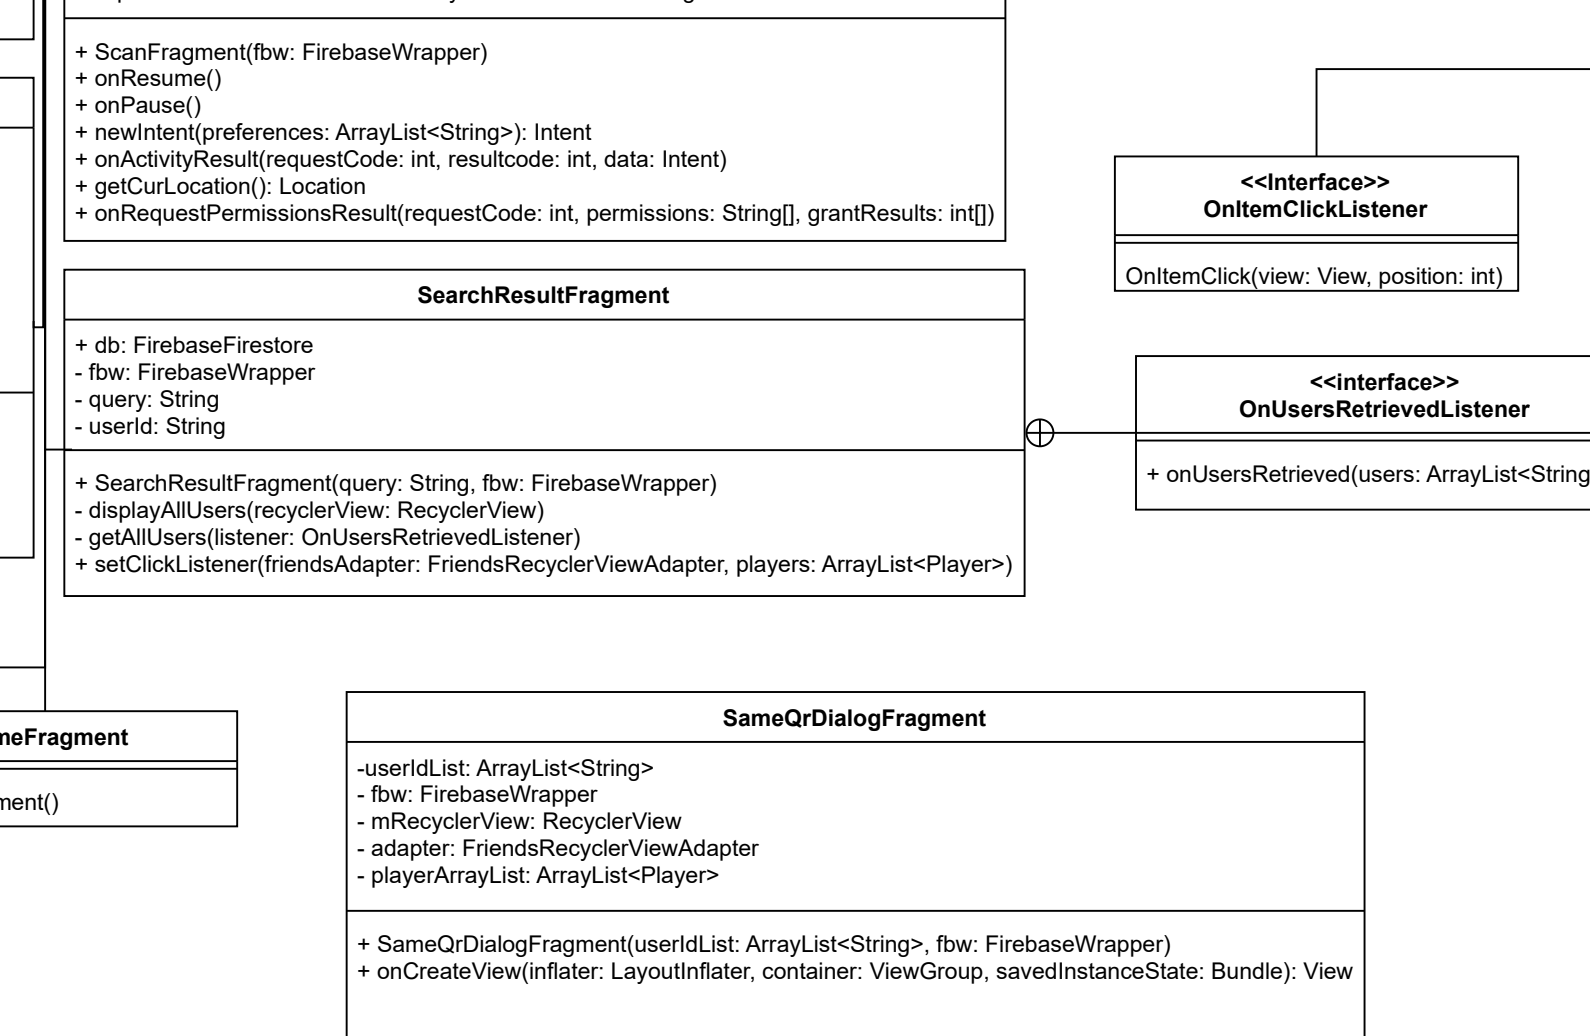 + ScanFragment(fbw: FirebaseWrapper)
+ onResume()
+ onPause()
+ newIntent(preferences: ArrayList<String>): Intent
+ onActivityResult(requestCode: int, resultcode: int, data: Intent)
+ getCurLocation(): Location
+ onRequestPermissionsResult(requestCode: int, permissions: String[], grantResults: int[])
<<Interface>>
OnItemClickListener
OnItemClick(view: View, position: int)
SearchResultFragment
+ db: FirebaseFirestore
- fbw: FirebaseWrapper
- query: String
- userId: String
+ SearchResultFragment(query: String, fbw: FirebaseWrapper)
- displayAllUsers(recyclerView: RecyclerView)
- getAllUsers(listener: OnUsersRetrievedListener)
+ setClickListener(friendsAdapter: FriendsRecyclerViewAdapter, players: ArrayList<Player>)
<<interface>>
OnUsersRetrievedListener
+ onUsersRetrieved(users: ArrayList<String
meFragment
ment()
SameQrDialogFragment
-userIdList: ArrayList<String>
- fbw: FirebaseWrapper
- mRecyclerView: RecyclerView
- adapter: FriendsRecyclerViewAdapter
- playerArrayList: ArrayList<Player>
+ SameQrDialogFragment(userIdList: ArrayList<String>, fbw: FirebaseWrapper)
+ onCreateView(inflater: LayoutInflater, container: ViewGroup, savedInstanceState: Bundle): View